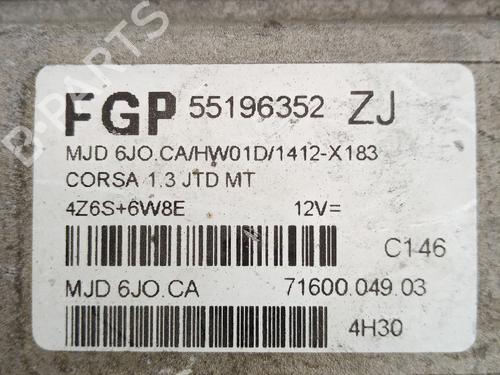 B-PARTS
FGP 55196352 ZJ
MJD 6JO.CA/HW01D/1412-X183
CORSA 1.3 JTD MT
4Z6S+6W8E 12V=
C146
MJD 6JO.CA 71600.049.03
4H30